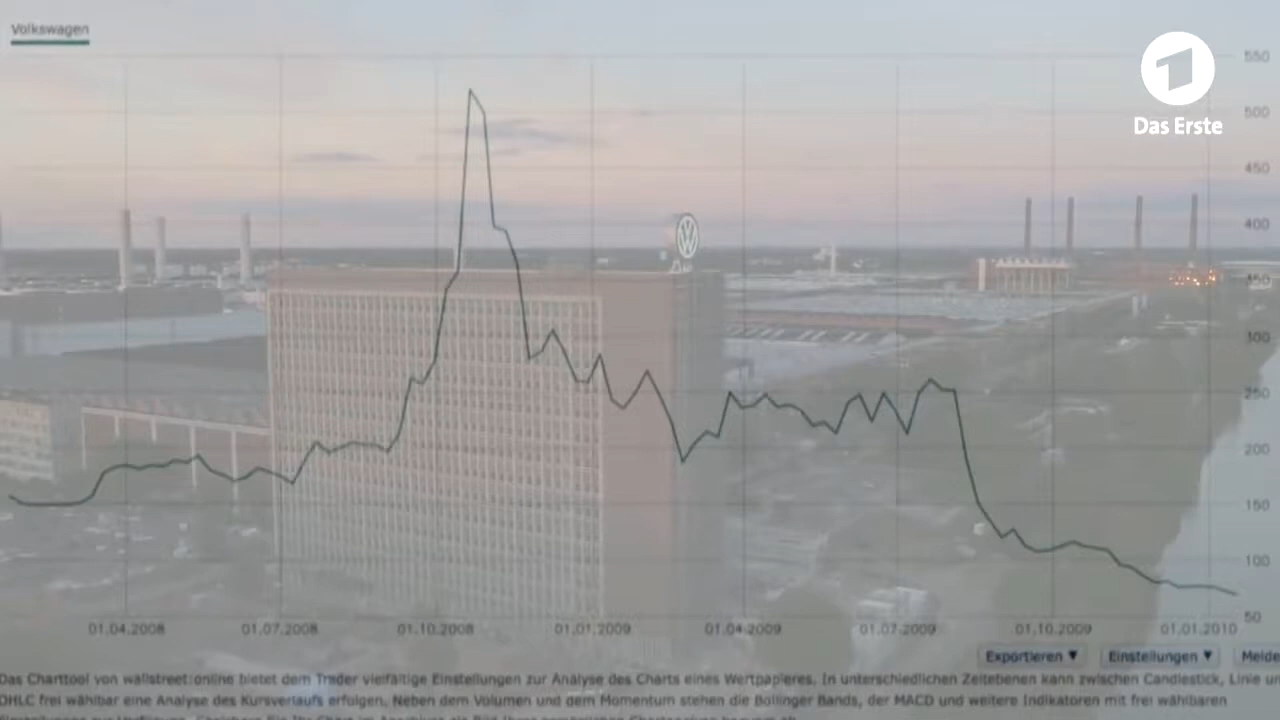 Volkswagen
550
Das Erste
500
450
400
350
300
250
200
150
100
50
01.04.2008 01.07.2008 01.10.2008 01.01.2009 01.04.2009 01.07.2009 01.10.2009 01.01.2010
Exportieren ▼ Einstellungen ▼ Melde
Das Charttool von wallstreet:online bietet dem Trader vielfältige Einstellungen zur Analyse des Charts eines Wertpapieres. In unterschiedlichen Zeitebenen kann zwischen Candlestick, Linie un
OHLC frei wählbar eine Analyse des Kursverlaufs erfolgen. Neben dem Volumen und dem Momentum stehen die Bollinger Bands, der MACD und weitere Indikatoren mit frei wählbaren